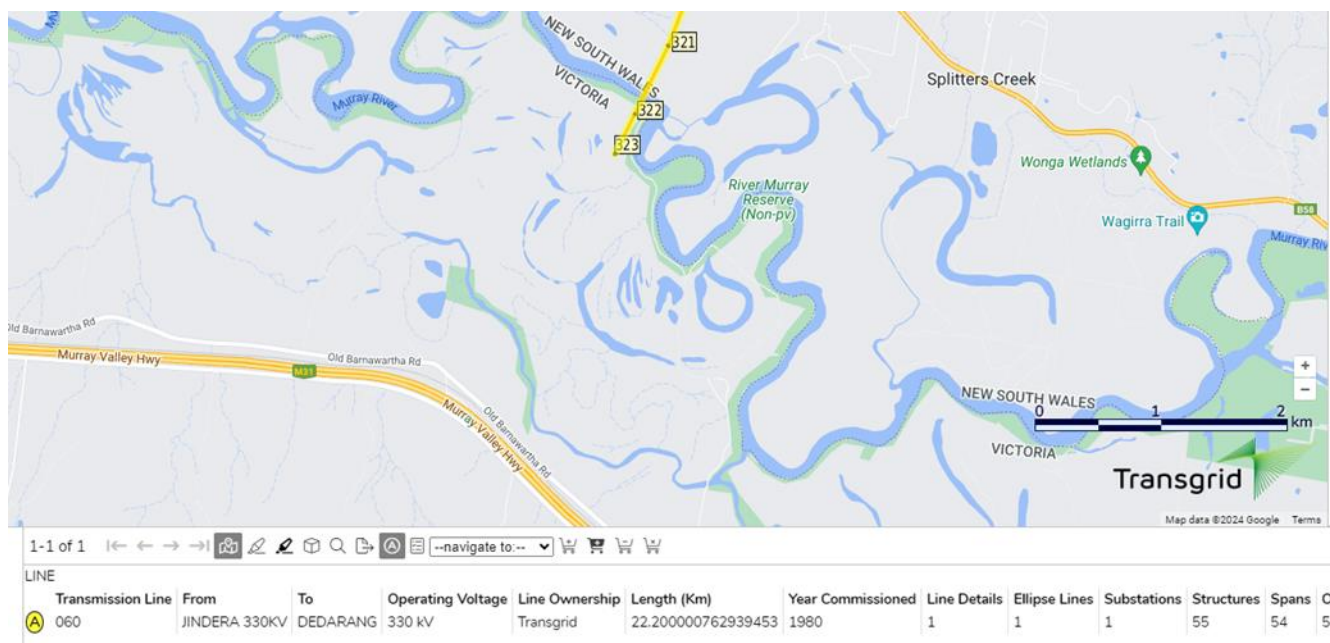 321
NEW SOUTH WALES
VICTORIA
Murray River
322
323
Splitters Creek
Wonga Wetlands
River Murray
Reserve
(Non-pv)
Wagirra Trail
B58
Murray Riv
Old Barnawartha Rd
Murray Valley Hwy
M31
Old Barnawartha Rd
Murray Valley Hwy
Old Barnawartha Rd
+
−
NEW SOUTH WALES
VICTORIA
0 1 2 km
Transgrid
Map data ©2024 Google Terms
1-1 of 1 A --navigate to:--
LINE
Transmission Line From To Operating Voltage Line Ownership Length (Km) Year Commissioned Line Details Ellipse Lines Substations Structures Spans O
A 060 JINDERA 330KV DEDARANG 330 kV Transgrid 22.200000762939453 1980 1 1 1 55 54 5